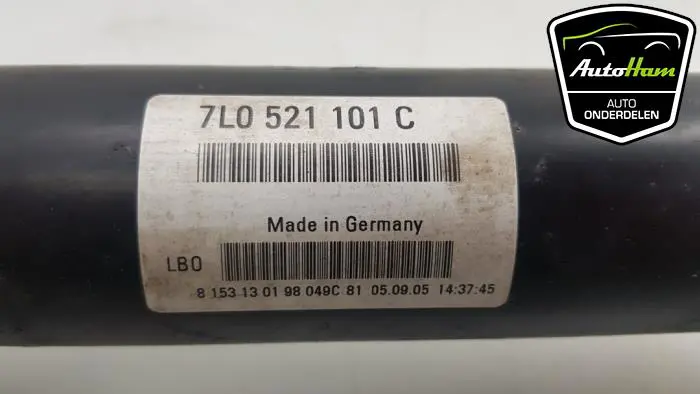 7L0 521 101 C
Made in Germany
LB0
8 153 13 01 98 049C 81 05.09.05 14:37:45
AutoHam
AUTO
ONDERDELEN